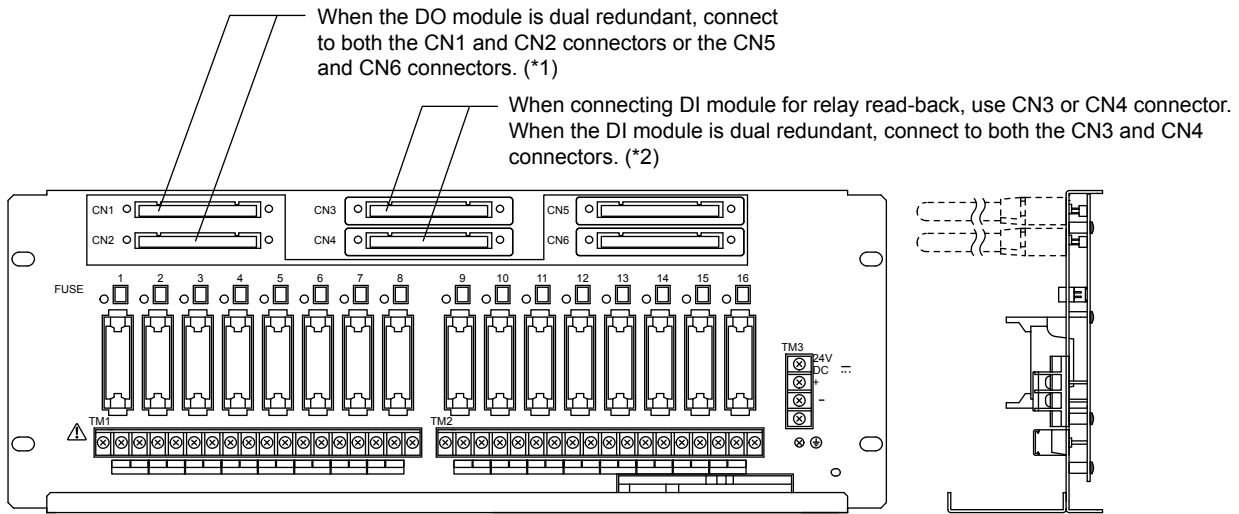 When the DO module is dual redundant, connect
to both the CN1 and CN2 connectors or the CN5
and CN6 connectors. (*1)
When connecting DI module for relay read-back, use CN3 or CN4 connector.
When the DI module is dual redundant, connect to both the CN3 and CN4
connectors. (*2)
CN1 CN3 CN5
CN2 CN4 CN6
FUSE 1 2 3 4 5 6 7 8 9 10 11 12 13 14 15 16
TM3
24V
DC
+
-
TM1 TM2